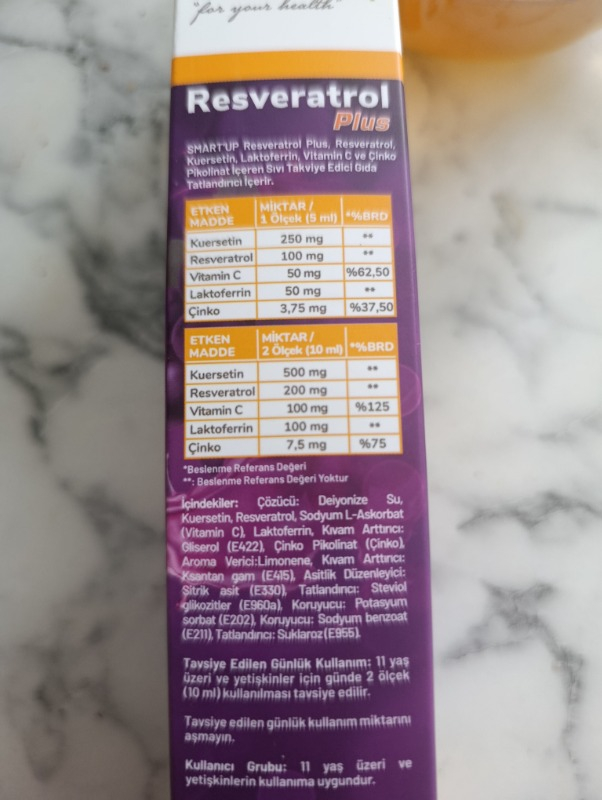 "for your health"
Resveratrol
Plus
SMART'UP Resveratrol Plus, Resveratrol,
Kuersetin, Laktoferrin, Vitamin C ve Çinko
Pikolinat İçeren Sıvı Takviye Edici Gıda
Tatlandırıcı İçerir.
ETKEN MADDE MİKTAR / 1 Ölçek (5 ml) *%BRD
Kuersetin 250 mg **
Resveratrol 100 mg **
Vitamin C 50 mg %62,50
Laktoferrin 50 mg **
Çinko 3,75 mg %37,50
ETKEN MADDE MİKTAR / 2 Ölçek (10 ml) *%BRD
Kuersetin 500 mg **
Resveratrol 200 mg **
Vitamin C 100 mg %125
Laktoferrin 100 mg **
Çinko 7,5 mg %75
*Beslenme Referans Değeri
**: Beslenme Referans Değeri Yoktur
İçindekiler: Çözücü: Deiyonize Su,
Kuersetin, Resveratrol, Sodyum L-Askorbat
(Vitamin C), Laktoferrin, Kıvam Arttırıcı:
Gliserol (E422), Çinko Pikolinat (Çinko),
Aroma Verici:Limonene, Kıvam Arttırıcı:
Ksantan gam (E415), Asitlik Düzenleyici:
Sitrik asit (E330), Tatlandırıcı: Steviol
glikozitler (E960a), Koruyucu: Potasyum
sorbat (E202), Koruyucu: Sodyum benzoat
(E211), Tatlandırıcı: Sukloroz (E955).
Tavsiye Edilen Günlük Kullanım: 11 yaş
üzeri ve yetişkinler için günde 2 ölçek
(10 ml) kullanılması tavsiye edilir.
Tavsiye edilen günlük kullanım miktarını
aşmayın.
Kullanıcı Grubu: 11 yaş üzeri ve
yetişkinlerin kullanıma uygundur.